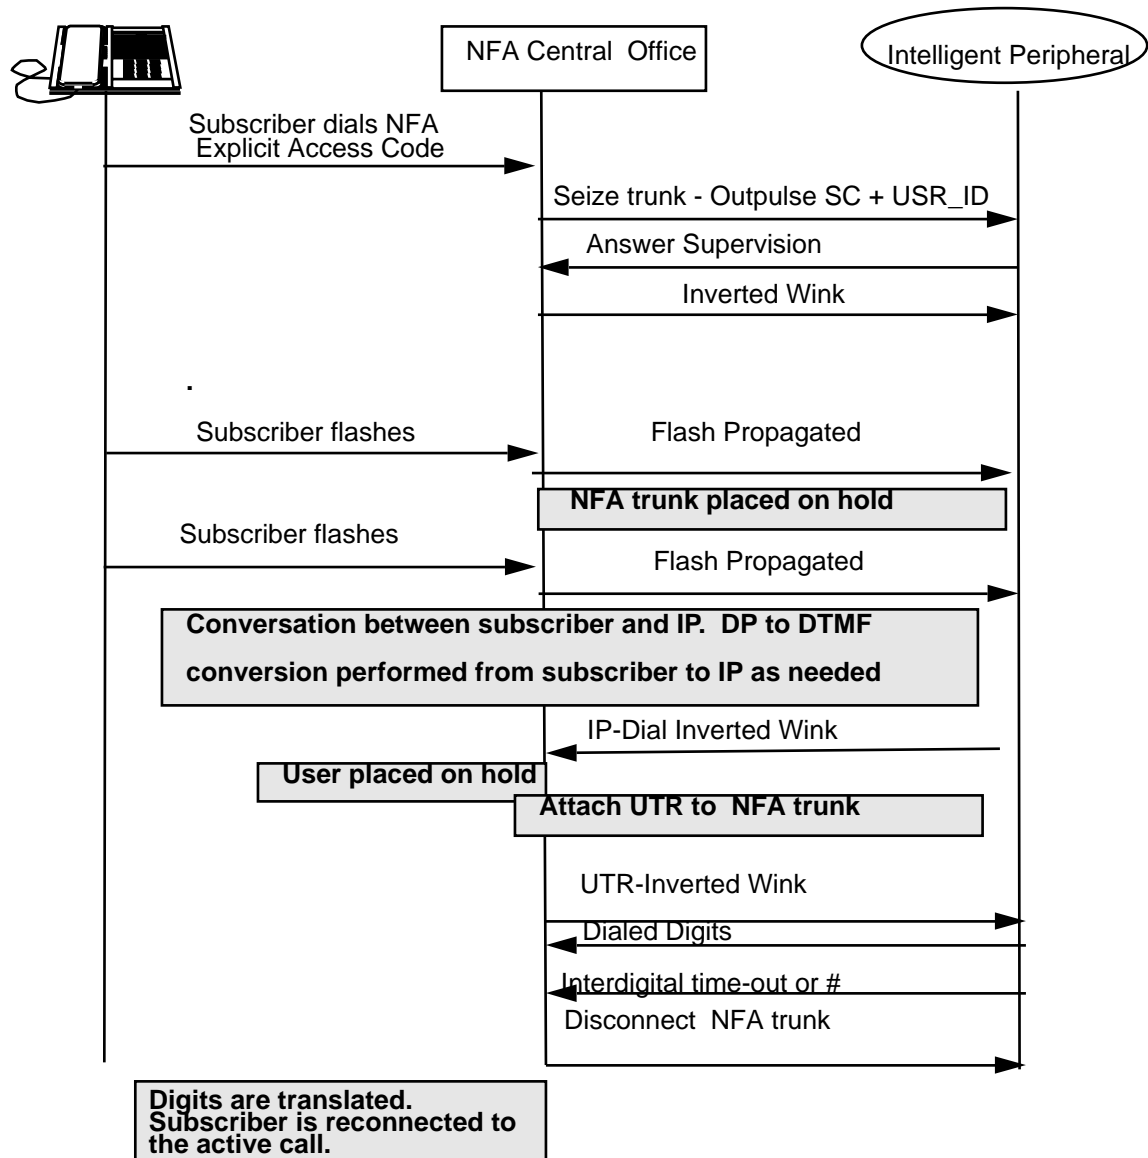 NFA Central Office
Intelligent Peripheral
Subscriber dials NFA
Explicit Access Code
Seize trunk - Outpulse SC + USR_ID
Answer Supervision
Inverted Wink
.
Subscriber flashes
Flash Propagated
NFA trunk placed on hold
Subscriber flashes
Flash Propagated
Conversation between subscriber and IP. DP to DTMF
conversion performed from subscriber to IP as needed
IP-Dial Inverted Wink
User placed on hold
Attach UTR to NFA trunk
UTR-Inverted Wink
Dialed Digits
Interdigital time-out or #
Disconnect NFA trunk
Digits are translated.
Subscriber is reconnected to
the active call.